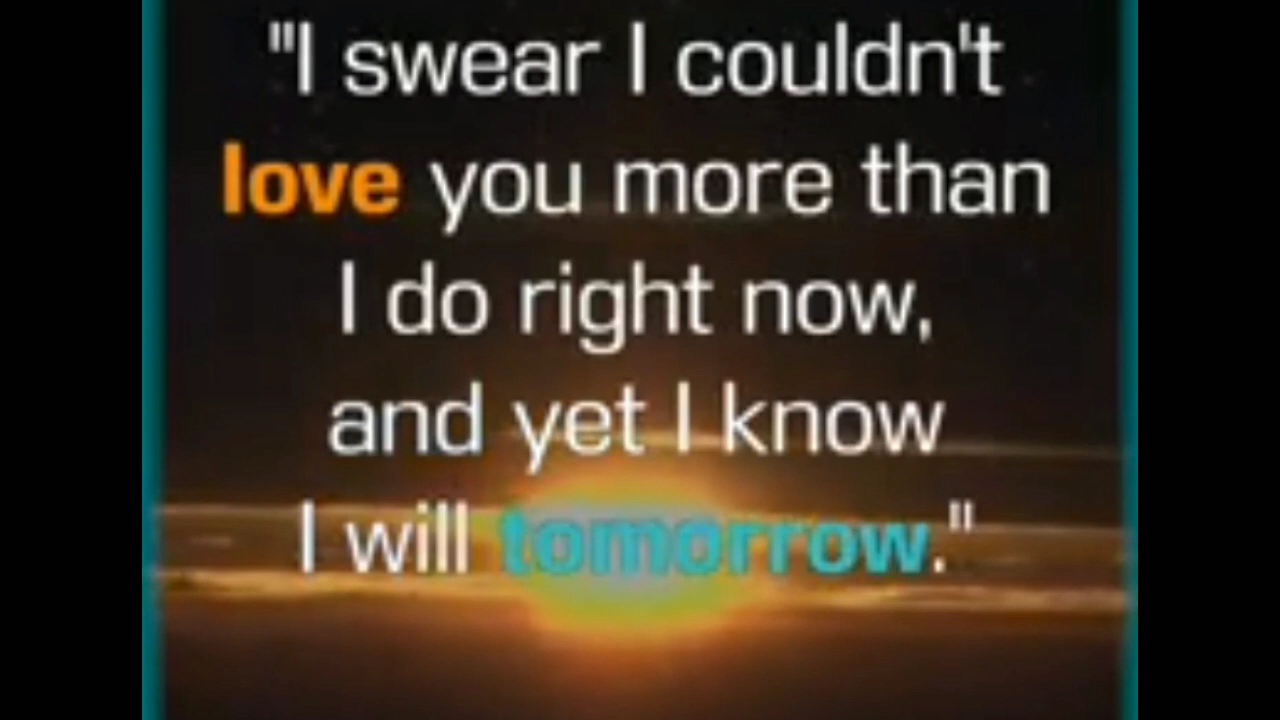 "I swear I couldn't
love you more than
I do right now,
and yet I know
I will tomorrow."